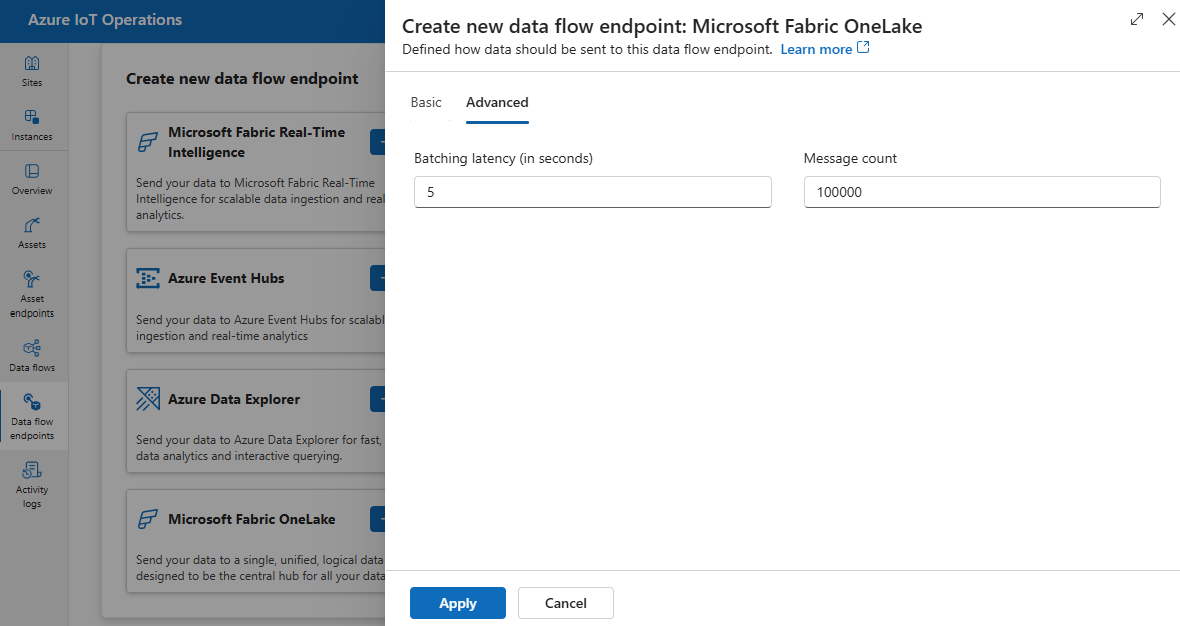 Azure IoT Operations
Sites
Instances
Overview
Assets
Asset
endpoints
Data flows
Data flow
endpoints
Activity
logs
Create new data flow endpoint
Microsoft Fabric Real-Time
Intelligence
Send your data to Microsoft Fabric Real-Time
Intelligence for scalable data ingestion and real
analytics.
Azure Event Hubs
Send your data to Azure Event Hubs for scalabl
ingestion and real-time analytics
Azure Data Explorer
Send your data to Azure Data Explorer for fast,
data analytics and interactive querying.
Microsoft Fabric OneLake
Send your data to a single, unified, logical data
designed to be the central hub for all your data
Create new data flow endpoint: Microsoft Fabric OneLake
Defined how data should be sent to this data flow endpoint. Learn more
Basic Advanced
Batching latency (in seconds) Message count
5 100000
Apply Cancel